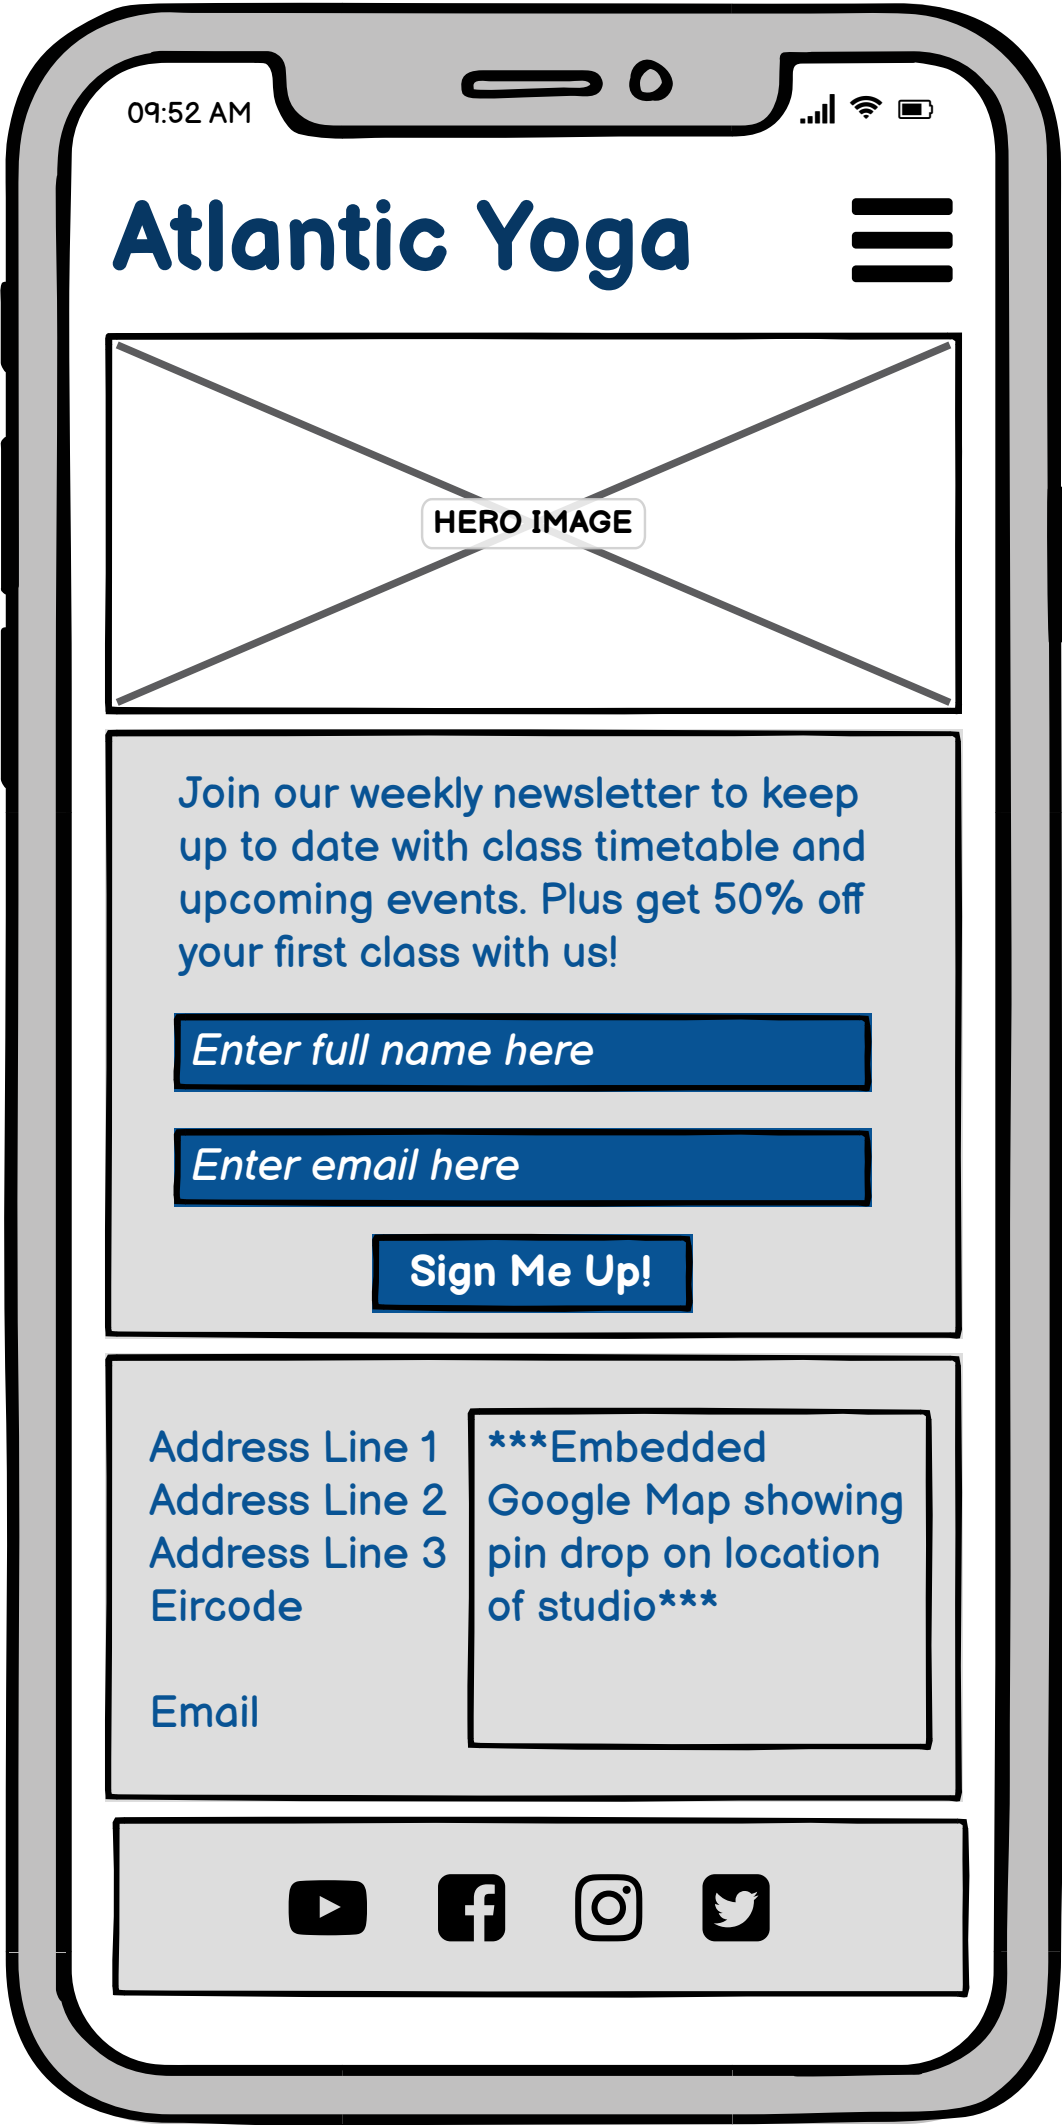 09:52 AM
Atlantic Yoga
HERO IMAGE
Join our weekly newsletter to keep
up to date with class timetable and
upcoming events. Plus get 50% off
your first class with us!
Enter full name here
Enter email here
Sign Me Up!
Address Line 1
Address Line 2
Address Line 3
Eircode
Email
***Embedded
Google Map showing
pin drop on location
of studio***